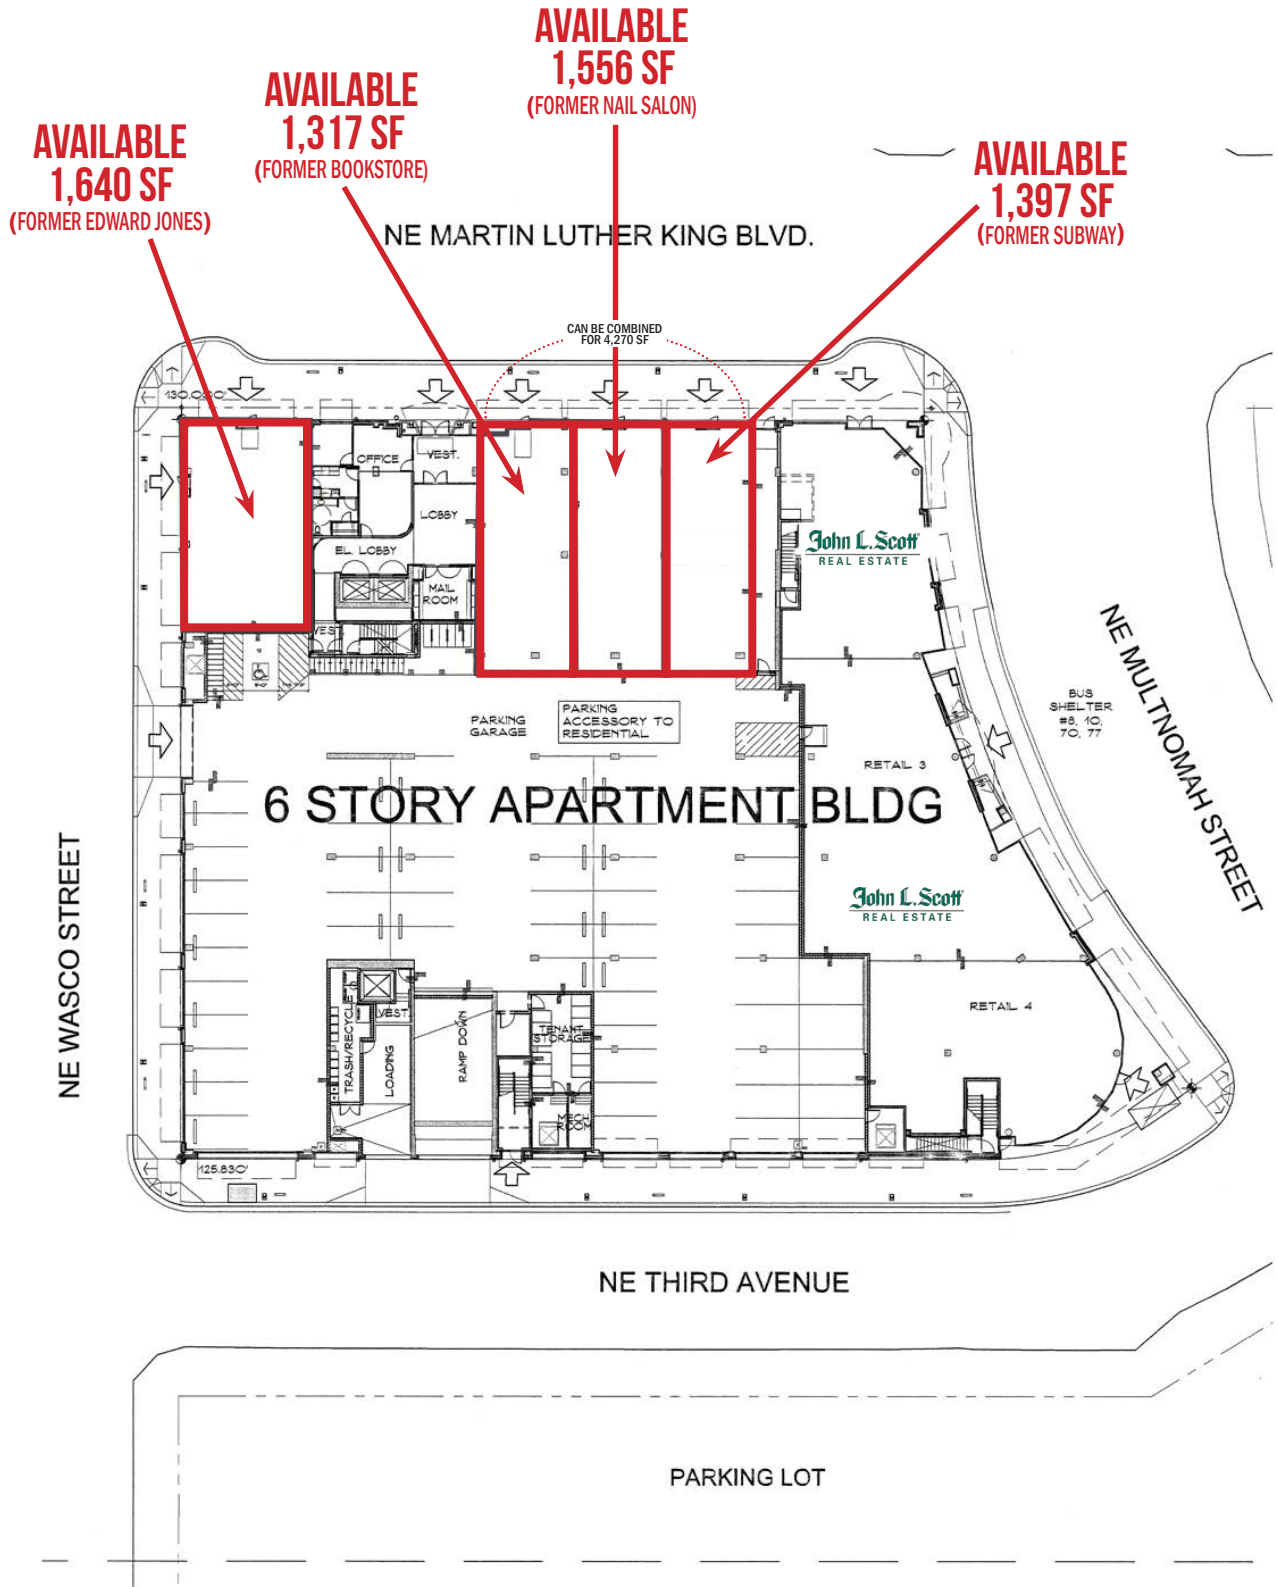 AVAILABLE
1,556 SF
(FORMER NAIL SALON)
AVAILABLE
1,317 SF
(FORMER BOOKSTORE)
AVAILABLE
1,640 SF
(FORMER EDWARD JONES)
AVAILABLE
1,397 SF
(FORMER SUBWAY)
NE MARTIN LUTHER KING BLVD.
CAN BE COMBINED
FOR 4,270 SF
130.000'
OFFICE
VEST.
LOBBY
EL. LOBBY
MAIL
ROOM
VEST
John L. Scott
REAL ESTATE
NE MULTNOMAH STREET
BUS
SHELTER
#8, 10,
70, 77
PARKING
GARAGE
PARKING
ACCESSORY TO
RESIDENTIAL
RETAIL 3
6 STORY APARTMENT BLDG
NE WASCO STREET
John L. Scott
REAL ESTATE
RETAIL 4
TRASH/RECYCLE
VEST.
LOADING
RAMP DOWN
TENANT
STORAGE
MECH
ROOM
125.830'
NE THIRD AVENUE
PARKING LOT